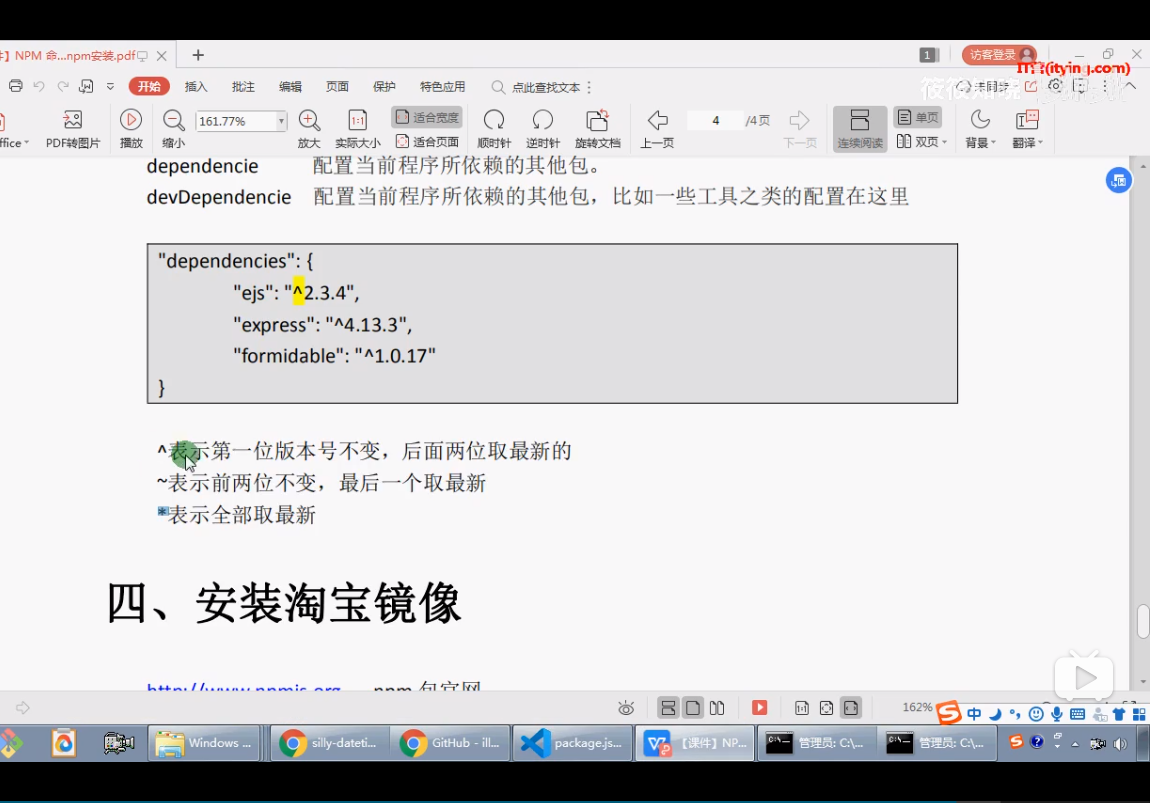 】NPM 命...npm安装.pdf
1
访客登录
IT营(itying.com)
开始 插入 批注 编辑 页面 保护 特色应用 点此查找文本
PDF转图片 播放 缩小 161.77% 放大 实际大小 适合宽度 适合页面 顺时针 逆时针 旋转文档 上一页 4 /4页 下一页 连续阅读 单页 双页 背景 翻译
dependencie 配置当前程序所依赖的其他包。
devDependencie 配置当前程序所依赖的其他包，比如一些工具之类的配置在这里
"dependencies": {
"ejs": "^2.3.4",
"express": "^4.13.3",
"formidable": "^1.0.17"
}
^表示第一位版本号不变，后面两位取最新的
~表示前两位不变，最后一个取最新
*表示全部取最新
四、安装淘宝镜像
http://www.npmjs.org npm 包官网
162%
中
Windows ... silly-dateti... GitHub - ill... package.js... 【课件】NP... 管理员: C:\... 管理员: C:\...